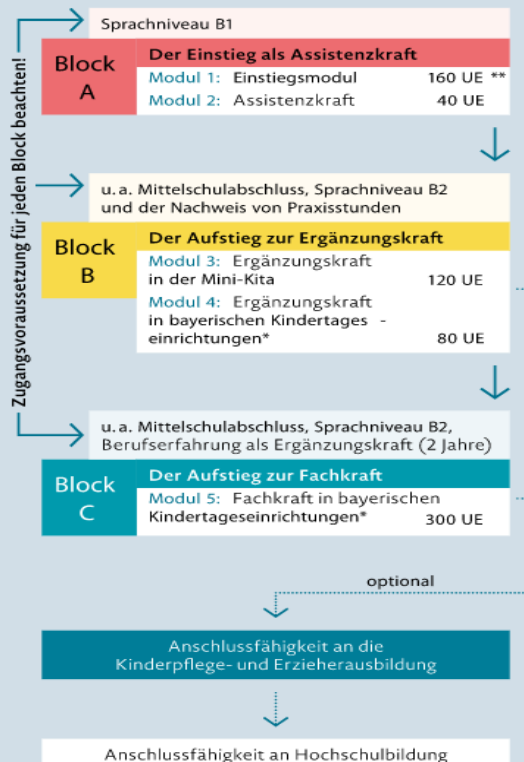 Zugangsvoraussetzung für jeden Block beachten!
Sprachniveau B1
Block
A
Der Einstieg als Assistenzkraft
Modul 1: Einstiegsmodul 160 UE **
Modul 2: Assistenzkraft 40 UE
u. a. Mittelschulabschluss, Sprachniveau B2
und der Nachweis von Praxisstunden
Block
B
Der Aufstieg zur Ergänzungskraft
Modul 3: Ergänzungskraft
in der Mini-Kita 120 UE
Modul 4: Ergänzungskraft
in bayerischen Kindertages -
einrichtungen* 80 UE
u. a. Mittelschulabschluss, Sprachniveau B2,
Berufserfahrung als Ergänzungskraft (2 Jahre)
Block
C
Der Aufstieg zur Fachkraft
Modul 5: Fachkraft in bayerischen
Kindertageseinrichtungen* 300 UE
optional
Anschlussfähigkeit an die
Kinderpflege- und Erzieherausbildung
Anschlussfähigkeit an Hochschulbildung